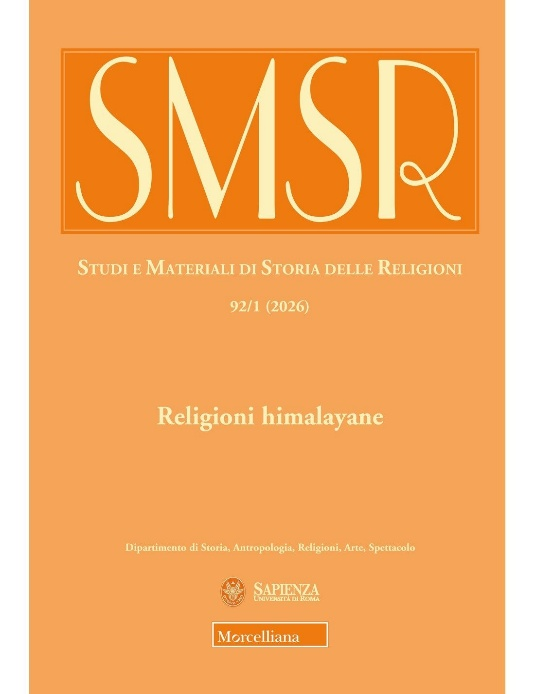 SMSR
STUDI E MATERIALI DI STORIA DELLE RELIGIONI
92/1 (2026)
Religioni himalayane
Dipartimento di Storia, Antropologia, Religioni, Arte, Spettacolo
SAPIENZA
UNIVERSITÀ DI ROMA
Morcelliana